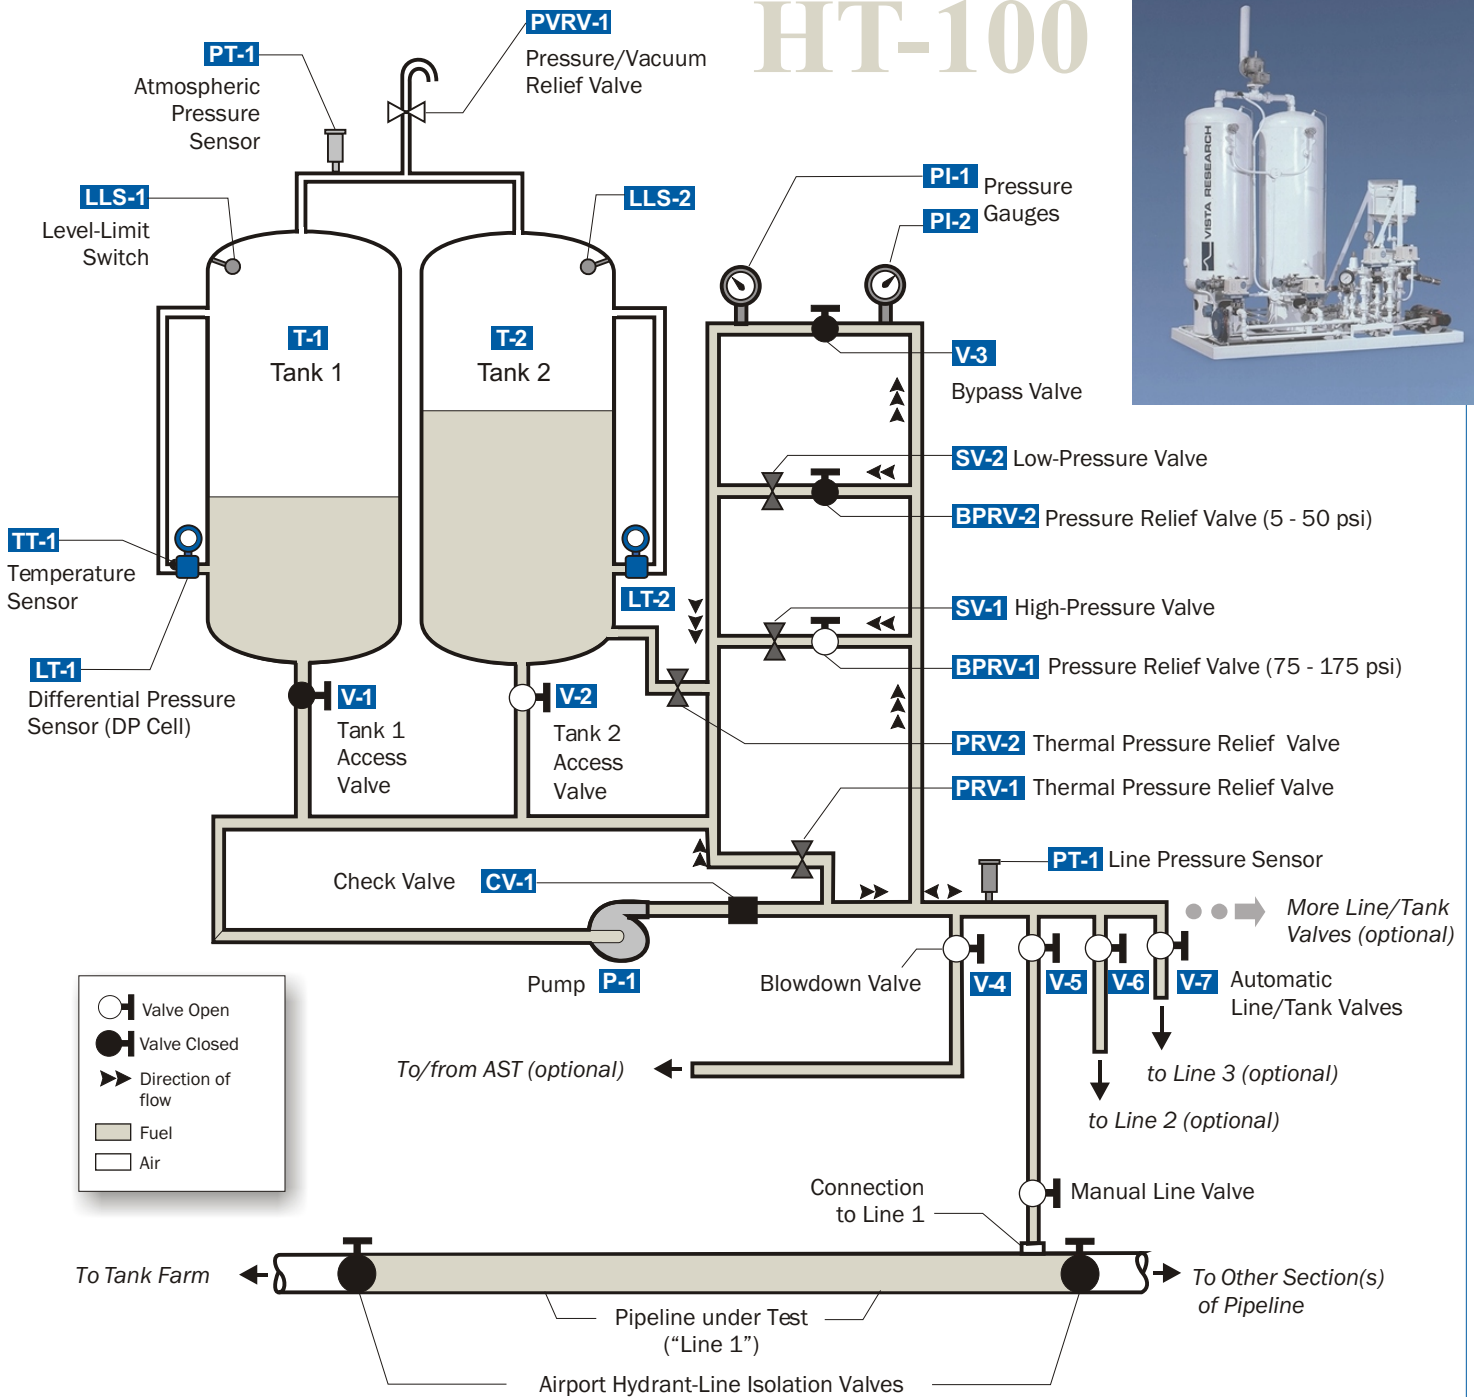 HT-100
PVRV-1
Pressure/Vacuum
Relief Valve
PT-1
Atmospheric
Pressure
Sensor
LLS-1
Level-Limit
Switch
LLS-2
PI-1
Pressure
Gauges
PI-2
VISTA RESEARCH
T-1
Tank 1
T-2
Tank 2
V-3
Bypass Valve
SV-2 Low-Pressure Valve
BPRV-2 Pressure Relief Valve (5 - 50 psi)
TT-1
Temperature
Sensor
LT-2
SV-1 High-Pressure Valve
BPRV-1 Pressure Relief Valve (75 - 175 psi)
LT-1
Differential Pressure
Sensor (DP Cell)
V-1
Tank 1
Access
Valve
V-2
Tank 2
Access
Valve
PRV-2 Thermal Pressure Relief Valve
PRV-1 Thermal Pressure Relief Valve
PT-1 Line Pressure Sensor
Check Valve CV-1
More Line/Tank
Valves (optional)
Pump P-1
Blowdown Valve
V-4
V-5
V-6
V-7
Automatic
Line/Tank Valves
Valve Open
Valve Closed
Direction of
flow
Fuel
Air
To/from AST (optional)
to Line 3 (optional)
to Line 2 (optional)
Connection
to Line 1
Manual Line Valve
To Tank Farm
To Other Section(s)
of Pipeline
Pipeline under Test
(“Line 1”)
Airport Hydrant-Line Isolation Valves